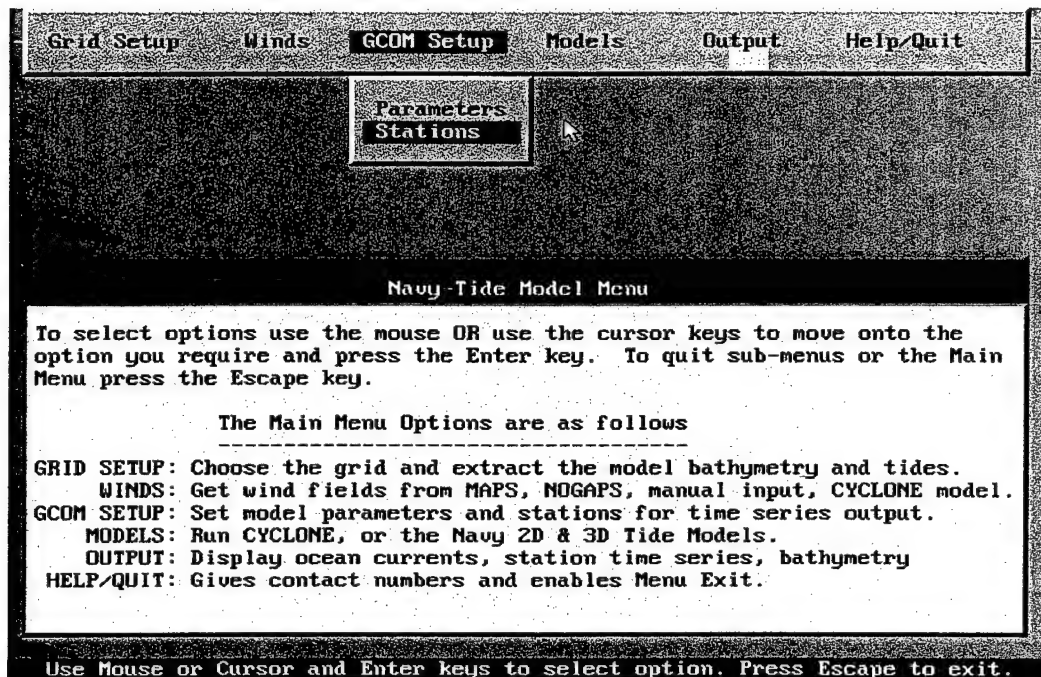 Grid Setup Winds GCOM Setup Models Output Help/Quit
Parameters
Stations
Navy-Tide Model Menu
To select options use the mouse OR use the cursor keys to move onto the
option you require and press the Enter key. To quit sub-menus or the Main
Menu press the Escape key.
The Main Menu Options are as follows
------------------------------------
GRID SETUP: Choose the grid and extract the model bathymetry and tides.
WINDS: Get wind fields from MAPS, NOGAPS, manual input, CYCLONE model.
GCOM SETUP: Set model parameters and stations for time series output.
MODELS: Run CYCLONE, or the Navy 2D & 3D Tide Models.
OUTPUT: Display ocean currents, station time series, bathymetry
HELP/QUIT: Gives contact numbers and enables Menu Exit.
Use Mouse or Cursor and Enter keys to select option. Press Escape to exit.